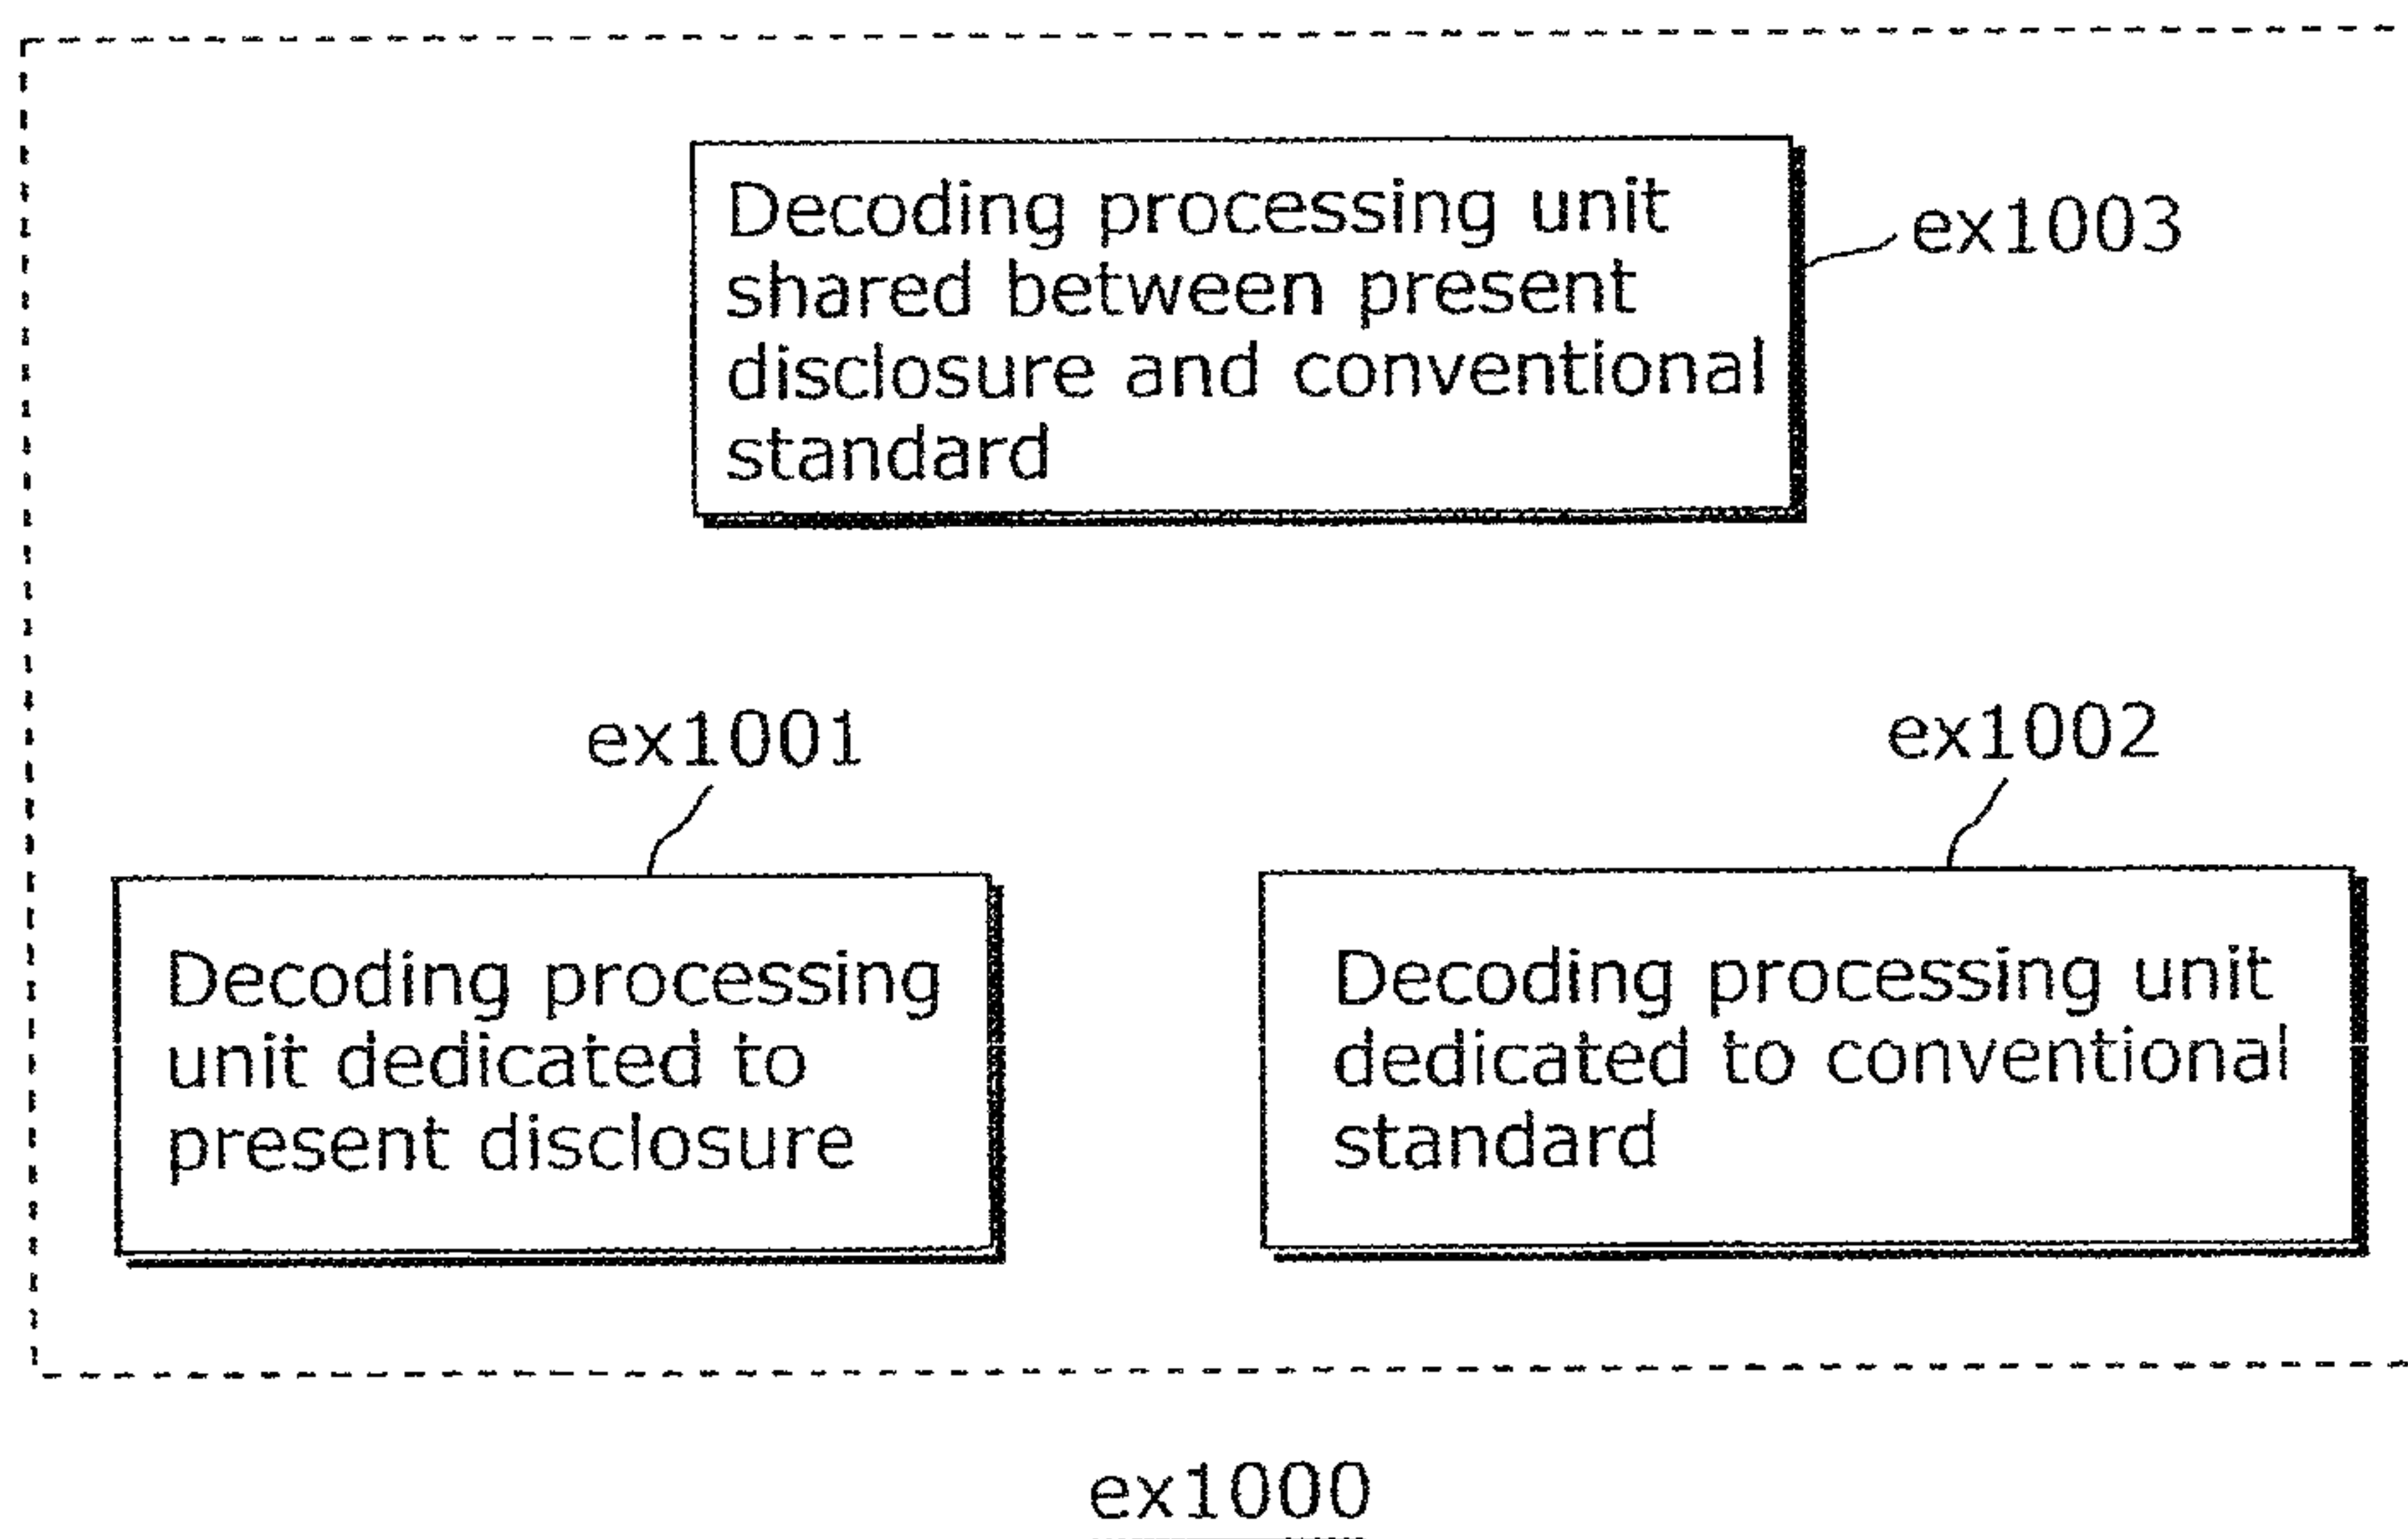 Decoding processing unit
shared between present
disclosure and conventional
standard
ex1003
ex1001
ex1002
Decoding processing
unit dedicated to
present disclosure
Decoding processing unit
dedicated to conventional
standard
ex1000